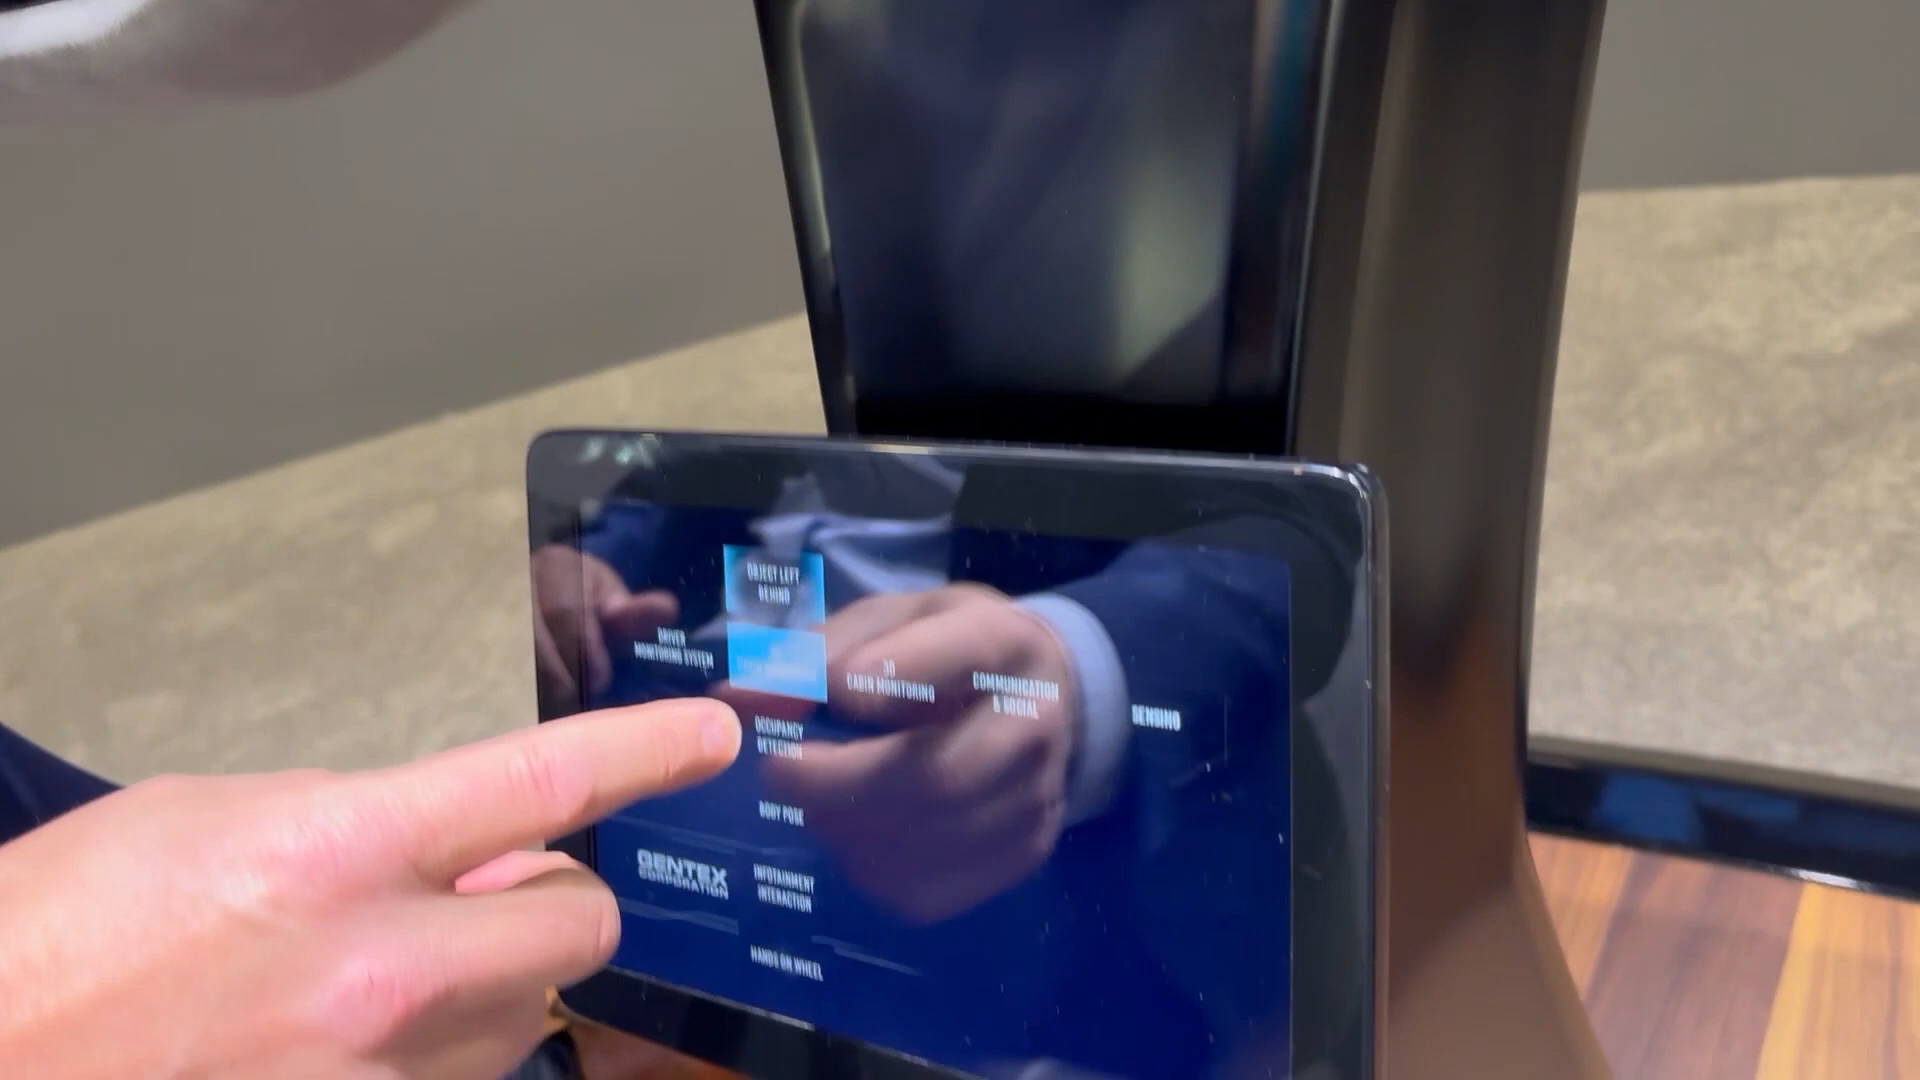 OBJECT LEFT
BEHIND
DRIVER
MONITORING SYSTEM
3D
CABIN MONITORING
COMMUNICATION
& SOCIAL
SENSING
OCCUPANCY
DETECTION
BODY POSE
GENTEX
CORPORATION
INFOTAINMENT
INTERACTION
HANDS ON WHEEL